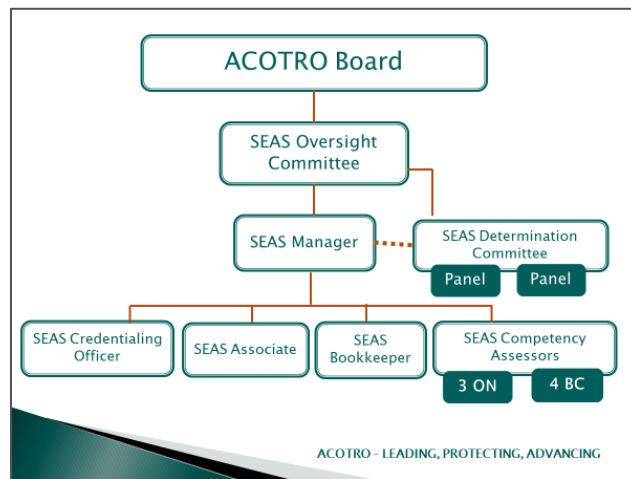 ACOTRO Board
SEAS Oversight
Committee
SEAS Manager
SEAS Determination
Committee
Panel
Panel
SEAS Credentialing
Officer
SEAS Associate
SEAS
Bookkeeper
SEAS Competency
Assessors
3 ON
4 BC
ACOTRO – LEADING, PROTECTING, ADVANCING